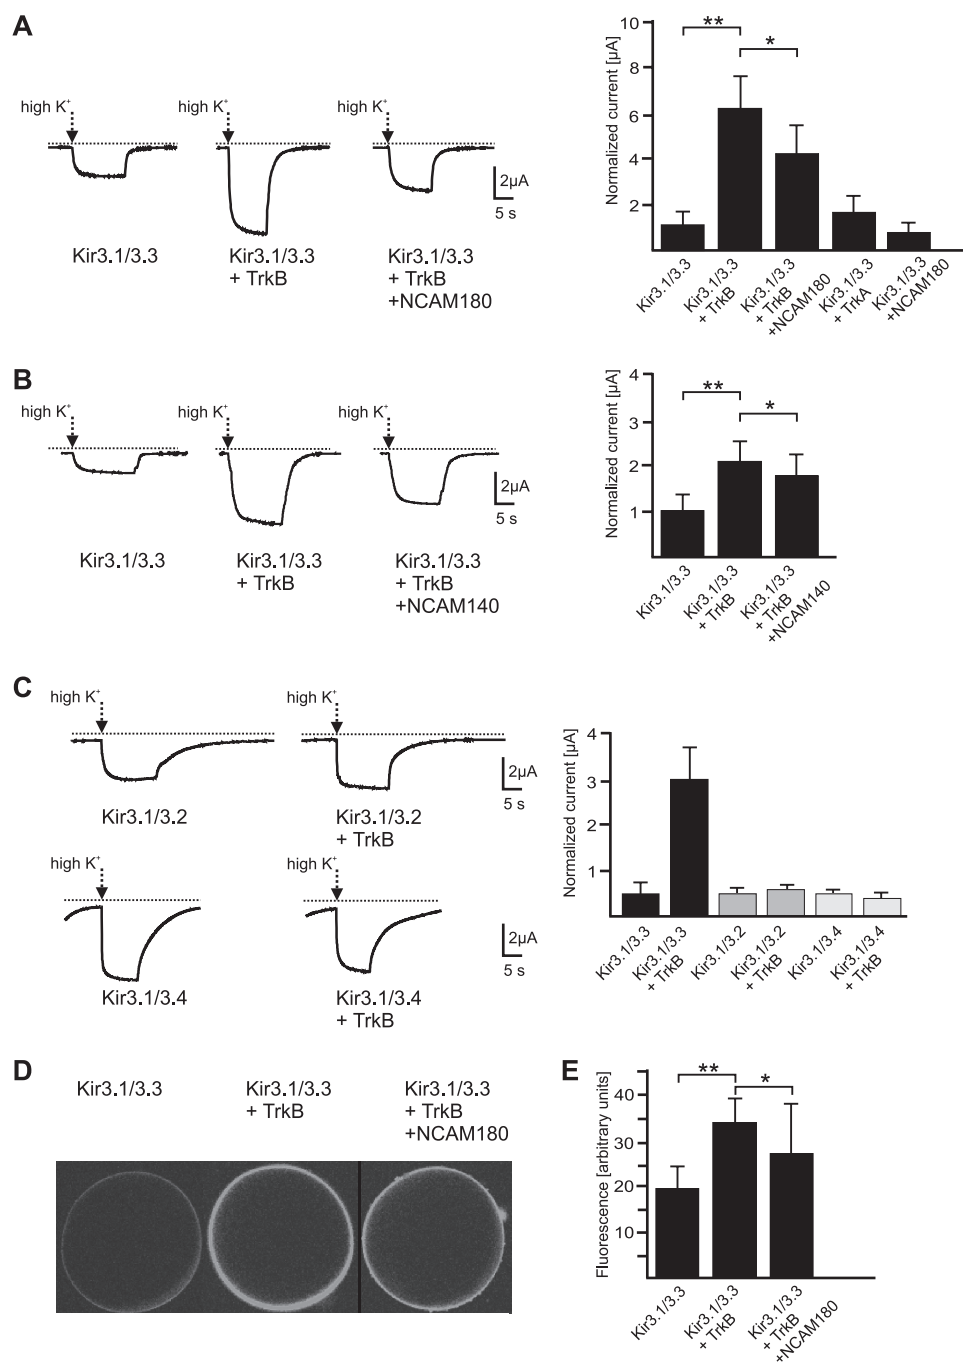 A
high K⁺
high K⁺
high K⁺
2µA
5 s
Kir3.1/3.3
Kir3.1/3.3
+ TrkB
Kir3.1/3.3
+ TrkB
+NCAM180
Normalized current [µA]
10
8
6
4
2
**
*
Kir3.1/3.3
Kir3.1/3.3
+ TrkB
Kir3.1/3.3
+ TrkB
+NCAM180
Kir3.1/3.3
+ TrkA
Kir3.1/3.3
+NCAM180
B
high K⁺
high K⁺
high K⁺
2µA
5 s
Kir3.1/3.3
Kir3.1/3.3
+ TrkB
Kir3.1/3.3
+ TrkB
+NCAM140
Normalized current [µA]
4
3
2
1
**
*
Kir3.1/3.3
Kir3.1/3.3
+ TrkB
Kir3.1/3.3
+ TrkB
+NCAM140
C
high K⁺
high K⁺
2µA
5 s
Kir3.1/3.2
Kir3.1/3.2
+ TrkB
high K⁺
high K⁺
2µA
5 s
Kir3.1/3.4
Kir3.1/3.4
+ TrkB
Normalized current [µA]
4
3
2
1
Kir3.1/3.3
Kir3.1/3.3
+ TrkB
Kir3.1/3.2
Kir3.1/3.2
+ TrkB
Kir3.1/3.4
Kir3.1/3.4
+ TrkB
D
Kir3.1/3.3
Kir3.1/3.3
+ TrkB
Kir3.1/3.3
+ TrkB
+NCAM180
E
Fluorescence [arbitrary units]
40
30
20
10
**
*
Kir3.1/3.3
Kir3.1/3.3
+ TrkB
Kir3.1/3.3
+ TrkB
+NCAM180